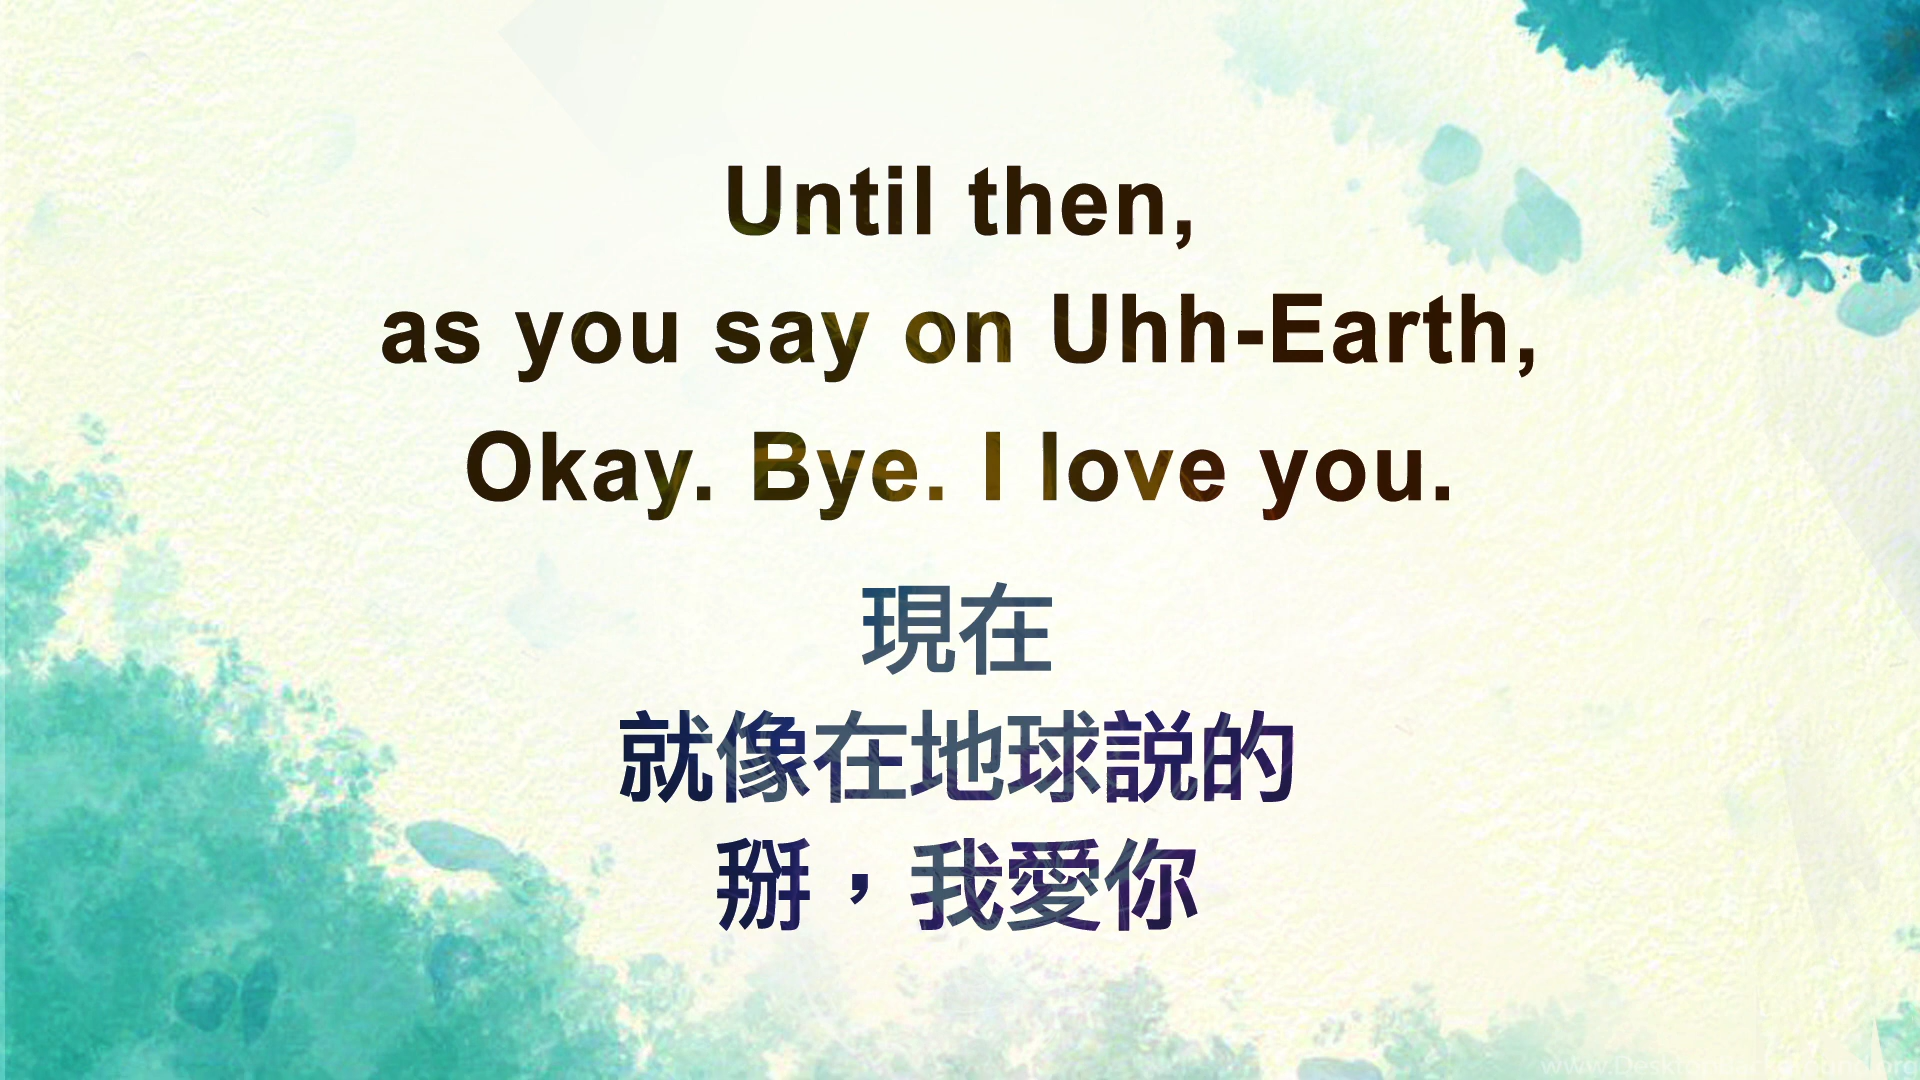 Until then,
as you say on Uhh-Earth,
Okay. Bye. I love you.
現在
就像在地球説的
掰，我愛你